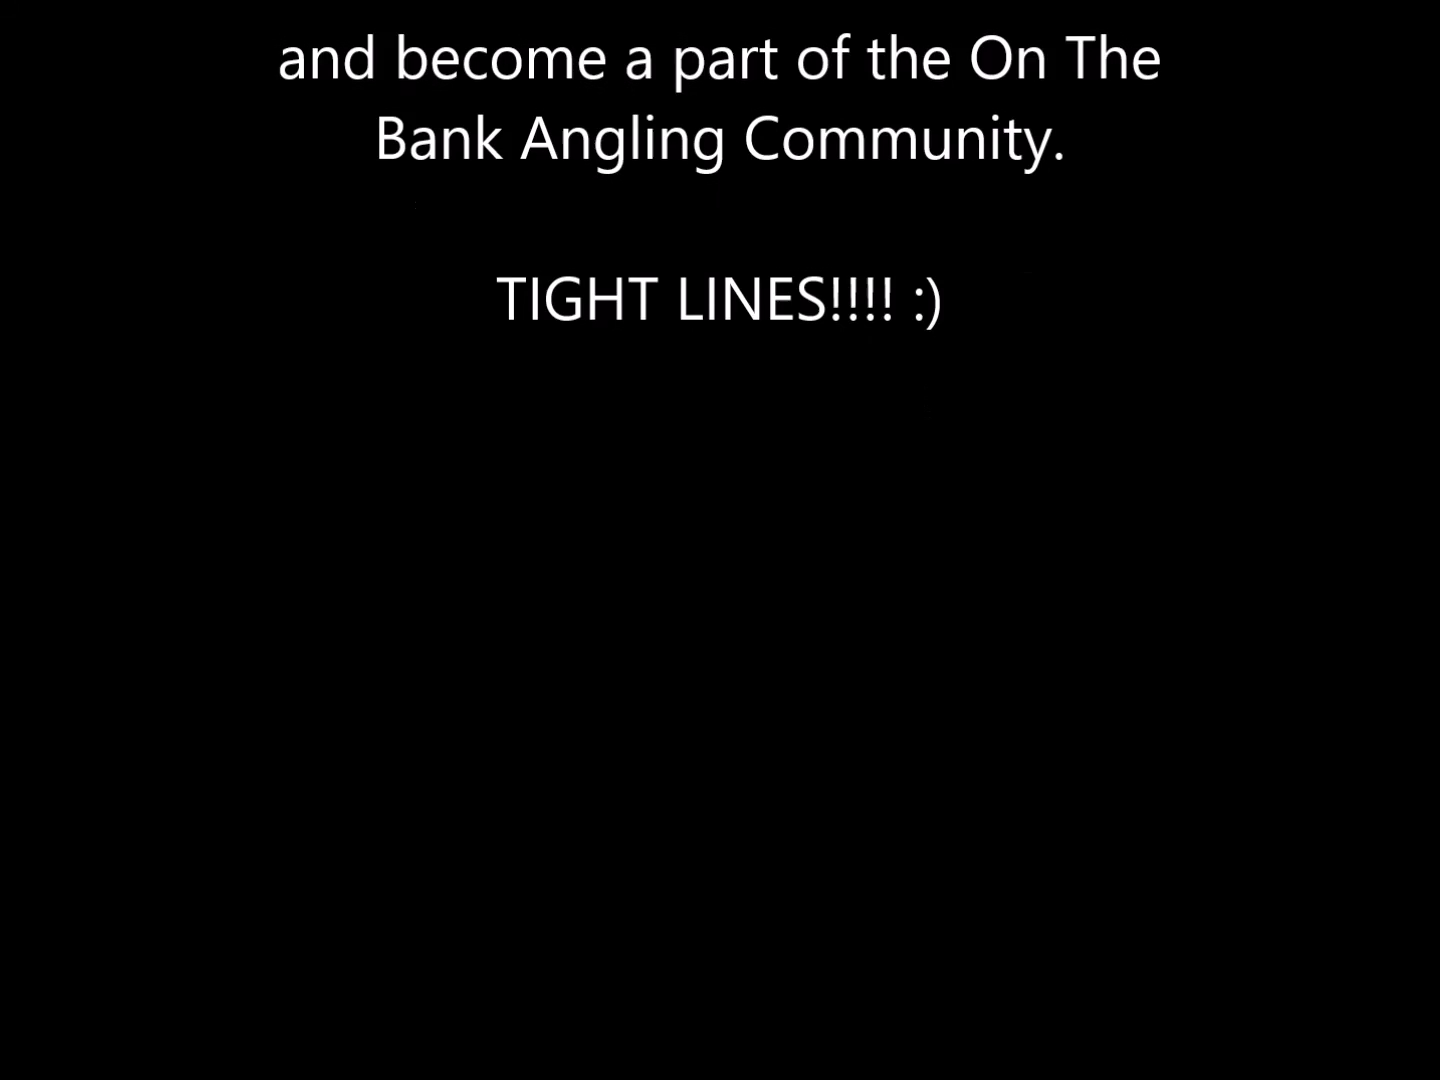 and become a part of the On The
Bank Angling Community.
TIGHT LINES!!!! :)